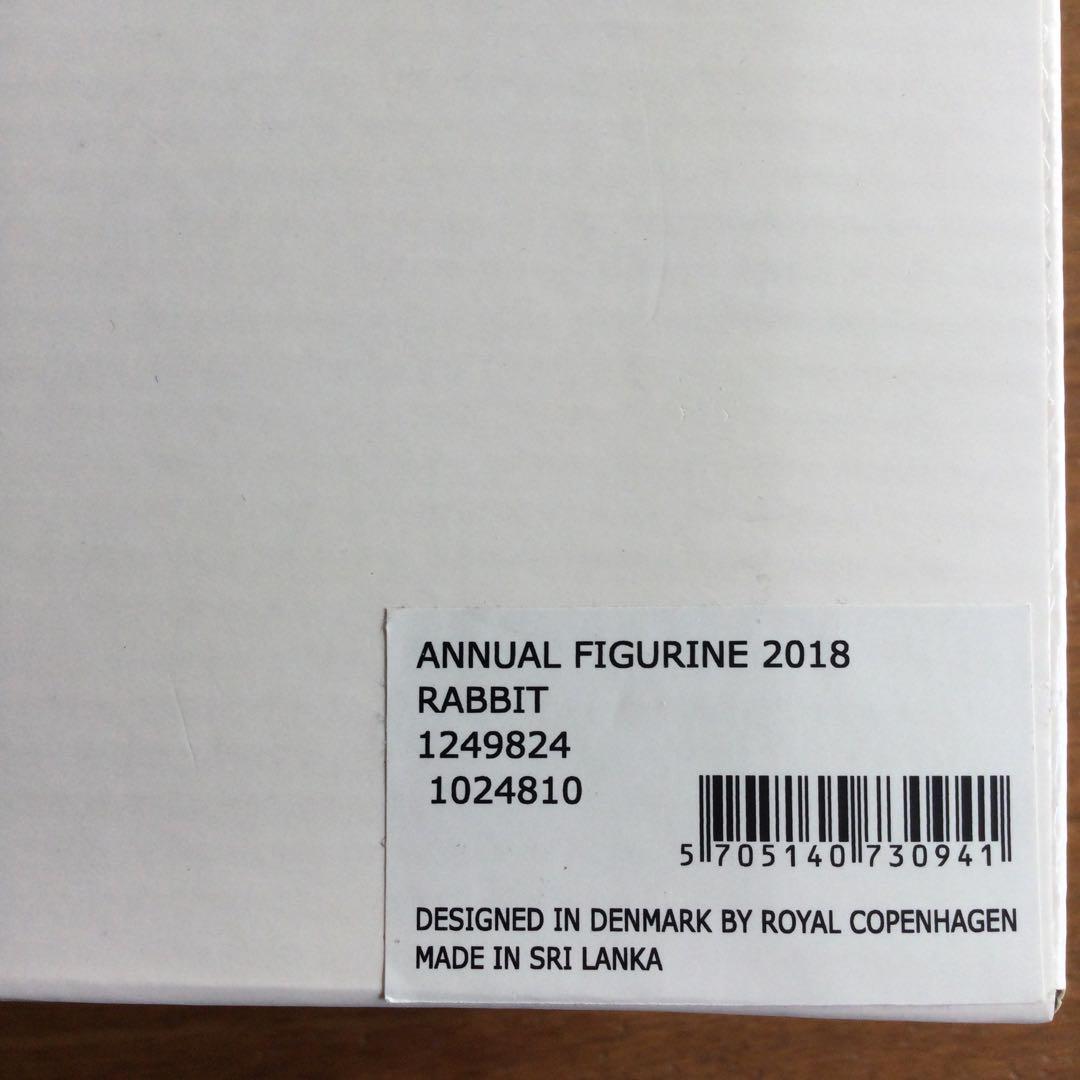 ANNUAL FIGURINE 2018
RABBIT
1249824
1024810
5 705140 730941
DESIGNED IN DENMARK BY ROYAL COPENHAGEN
MADE IN SRI LANKA